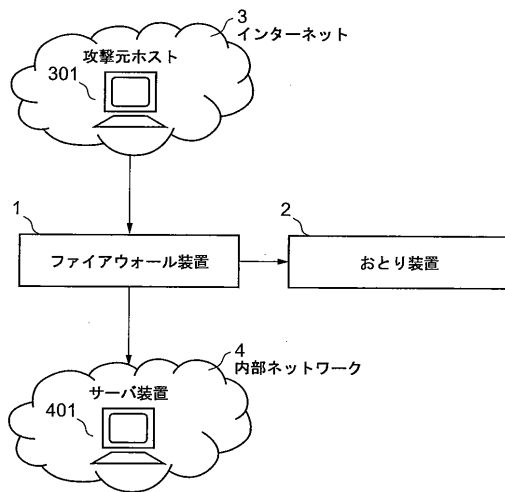 3
インターネット
攻撃元ホスト
301
1
ファイアウォール装置
2
おとり装置
4
内部ネットワーク
サーバ装置
401